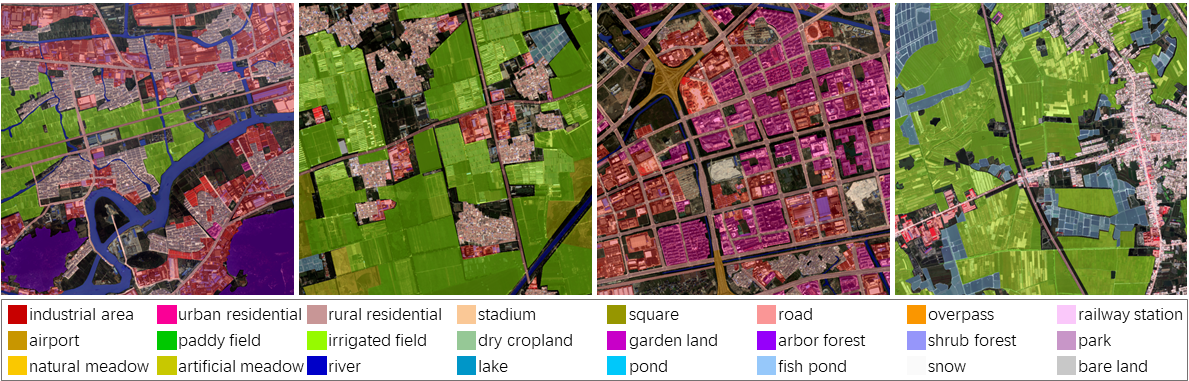 industrial area urban residential rural residential stadium square road overpass railway station
airport paddy field irrigated field dry cropland garden land arbor forest shrub forest park
natural meadow artificial meadow river lake pond fish pond snow bare land